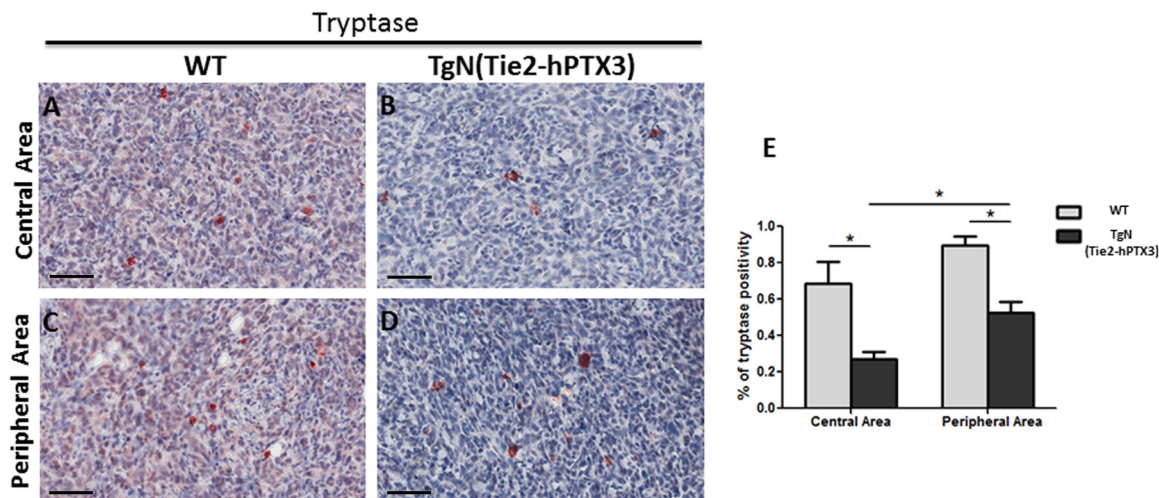 Tryptase
WT
TgN(Tie2-hPTX3)
Central Area
Peripheral Area
A
B
C
D
E
% of tryptase positivity
1.0
0.8
0.6
0.4
0.2
0.0
*
*
*
Central Area
Peripheral Area
WT
TgN
(Tie2-hPTX3)